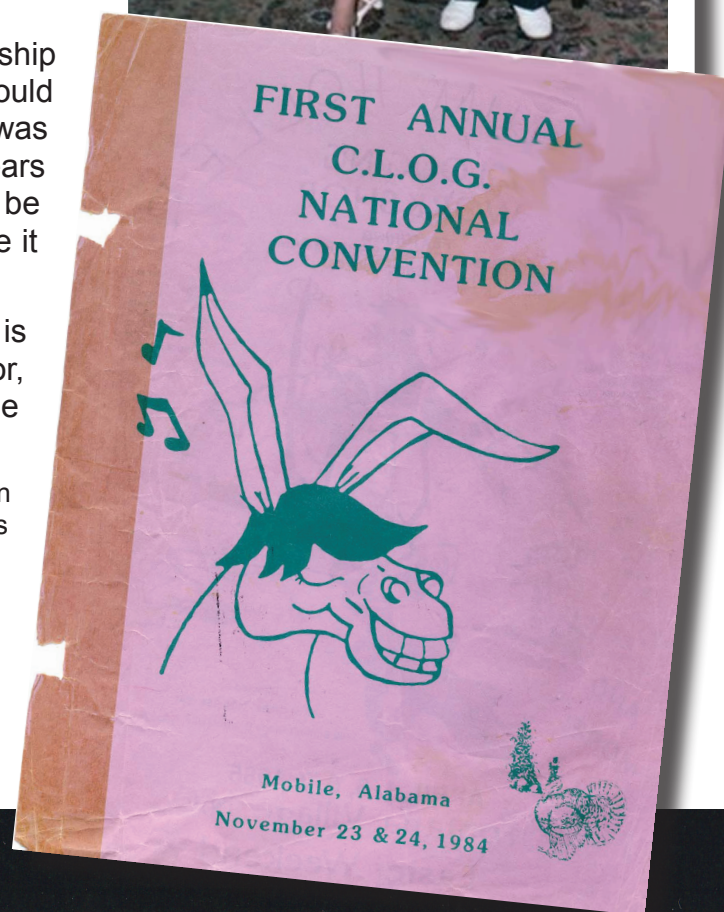 ship
ould
was
ars
be
e it
is
or,
e
n
s
FIRST ANNUAL
C.L.O.G.
NATIONAL
CONVENTION
Mobile, Alabama
November 23 & 24, 1984